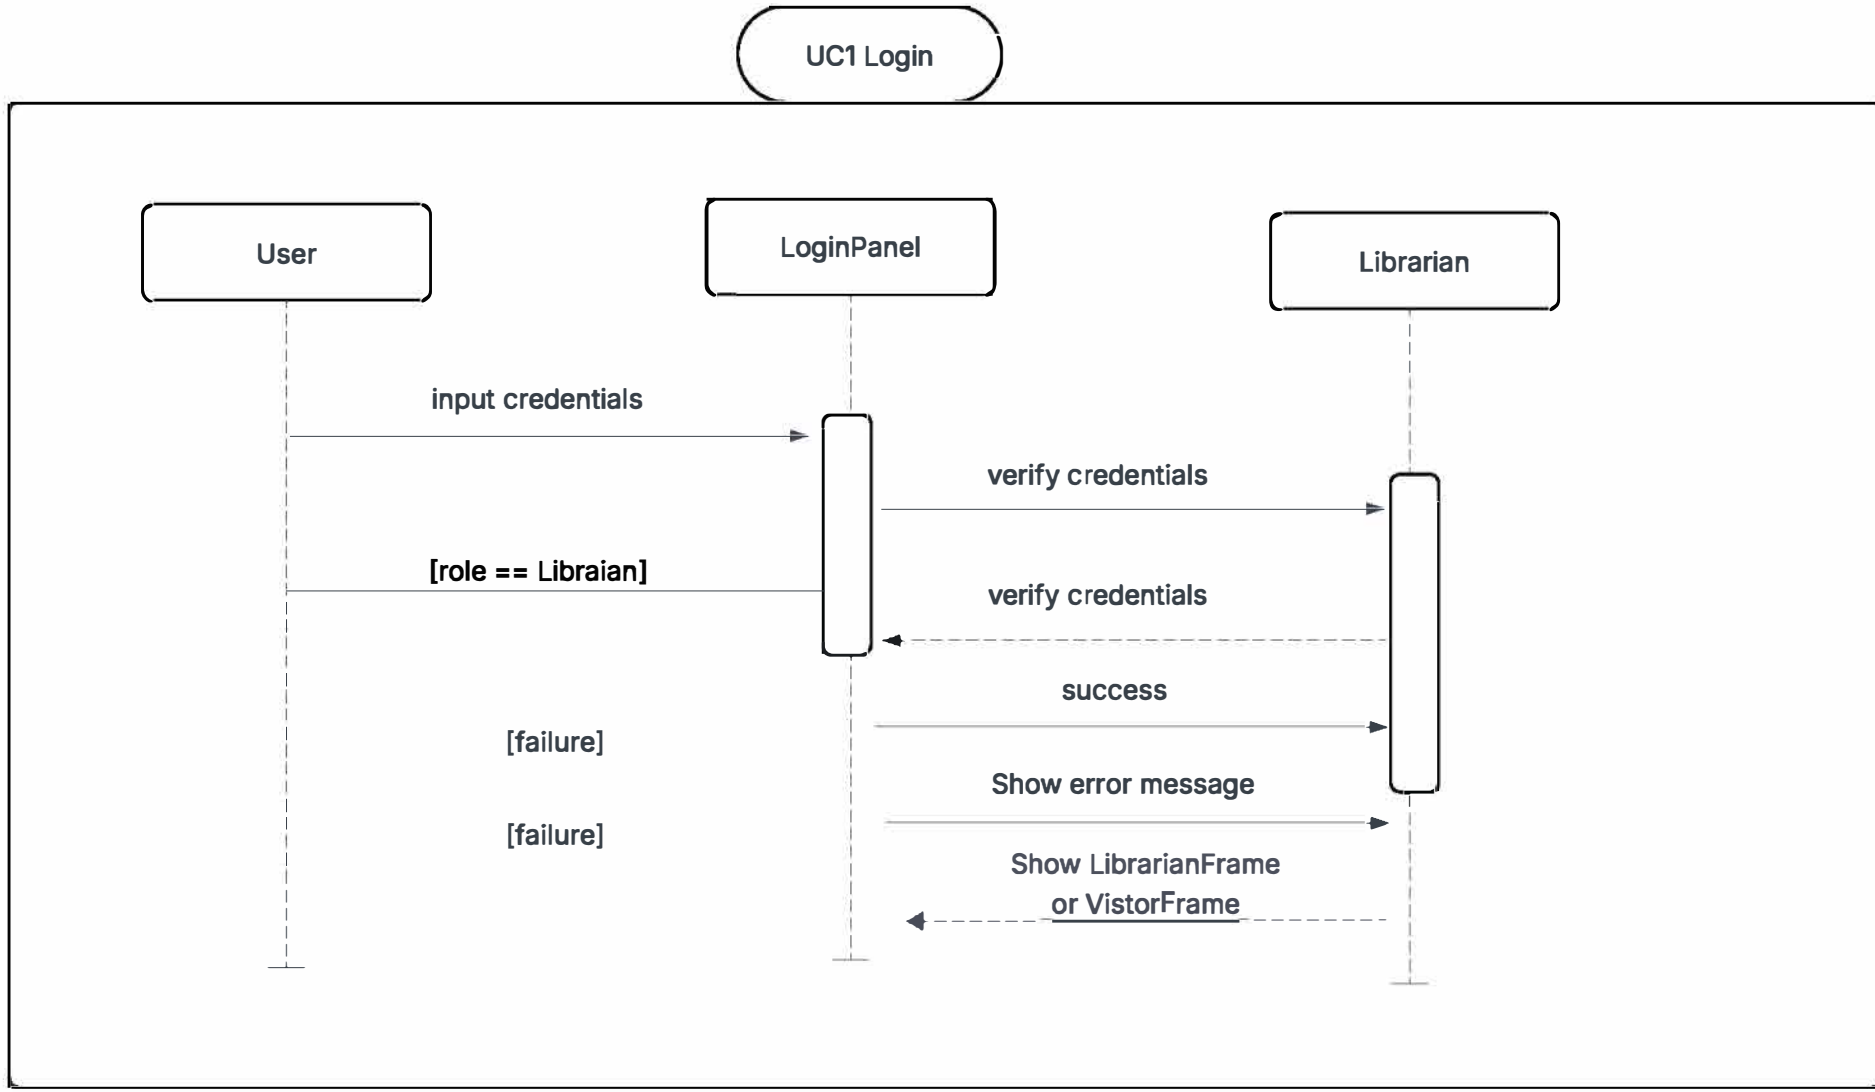 UC1 Login
User
LoginPanel
Librarian
input credentials
verify credentials
[role == Libraian]
verify credentials
success
[failure]
Show error message
[failure]
Show LibrarianFrame
or VistorFrame